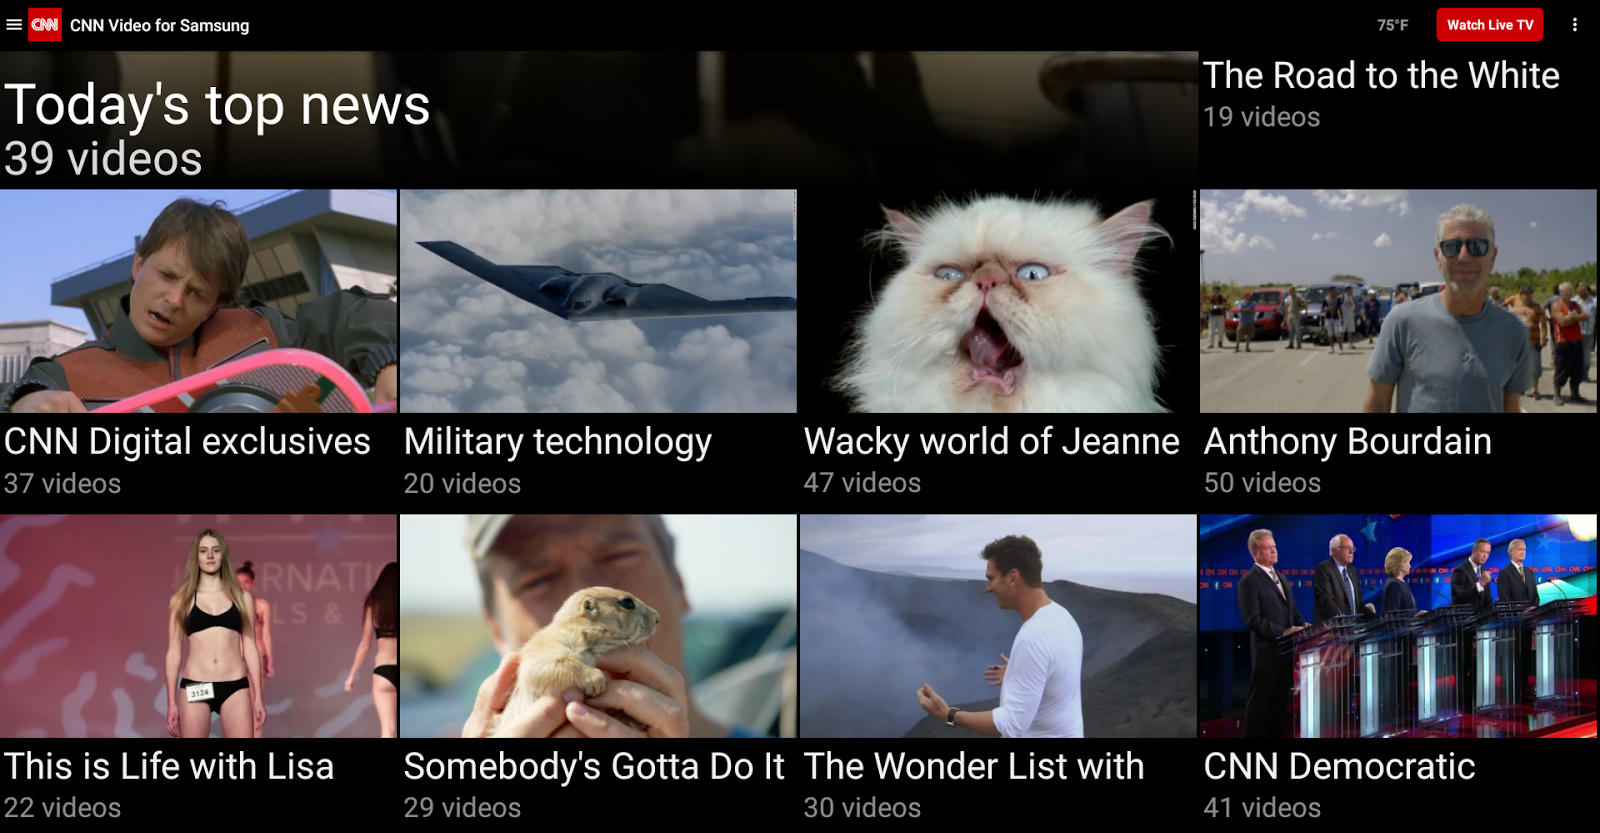 CNN CNN Video for Samsung 75°F Watch Live TV
Today's top news
39 videos
The Road to the White
19 videos
CNN Digital exclusives
37 videos
Military technology
20 videos
Wacky world of Jeanne
47 videos
Anthony Bourdain
50 videos
RNATI
LS &
3124
This is Life with Lisa
22 videos
Somebody's Gotta Do It
29 videos
The Wonder List with
30 videos
CNN Democratic
41 videos